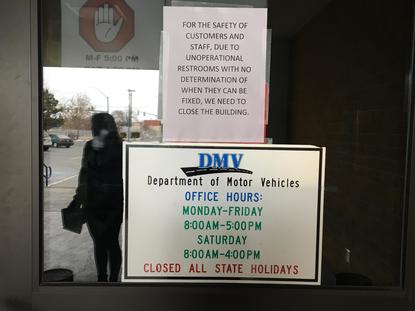 M-F 5:00 PM
FOR THE SAFETY OF
CUSTOMERS AND
STAFF, DUE TO
UNOPERATIONAL
RESTROOMS WITH NO
DETERMINATION OF
WHEN THEY CAN BE
FIXED, WE NEED TO
CLOSE THE BUILDING.
DMV
Department of Motor Vehicles
OFFICE HOURS:
MONDAY-FRIDAY
8:00AM-5:00PM
SATURDAY
8:00AM-4:00PM
CLOSED ALL STATE HOLIDAYS